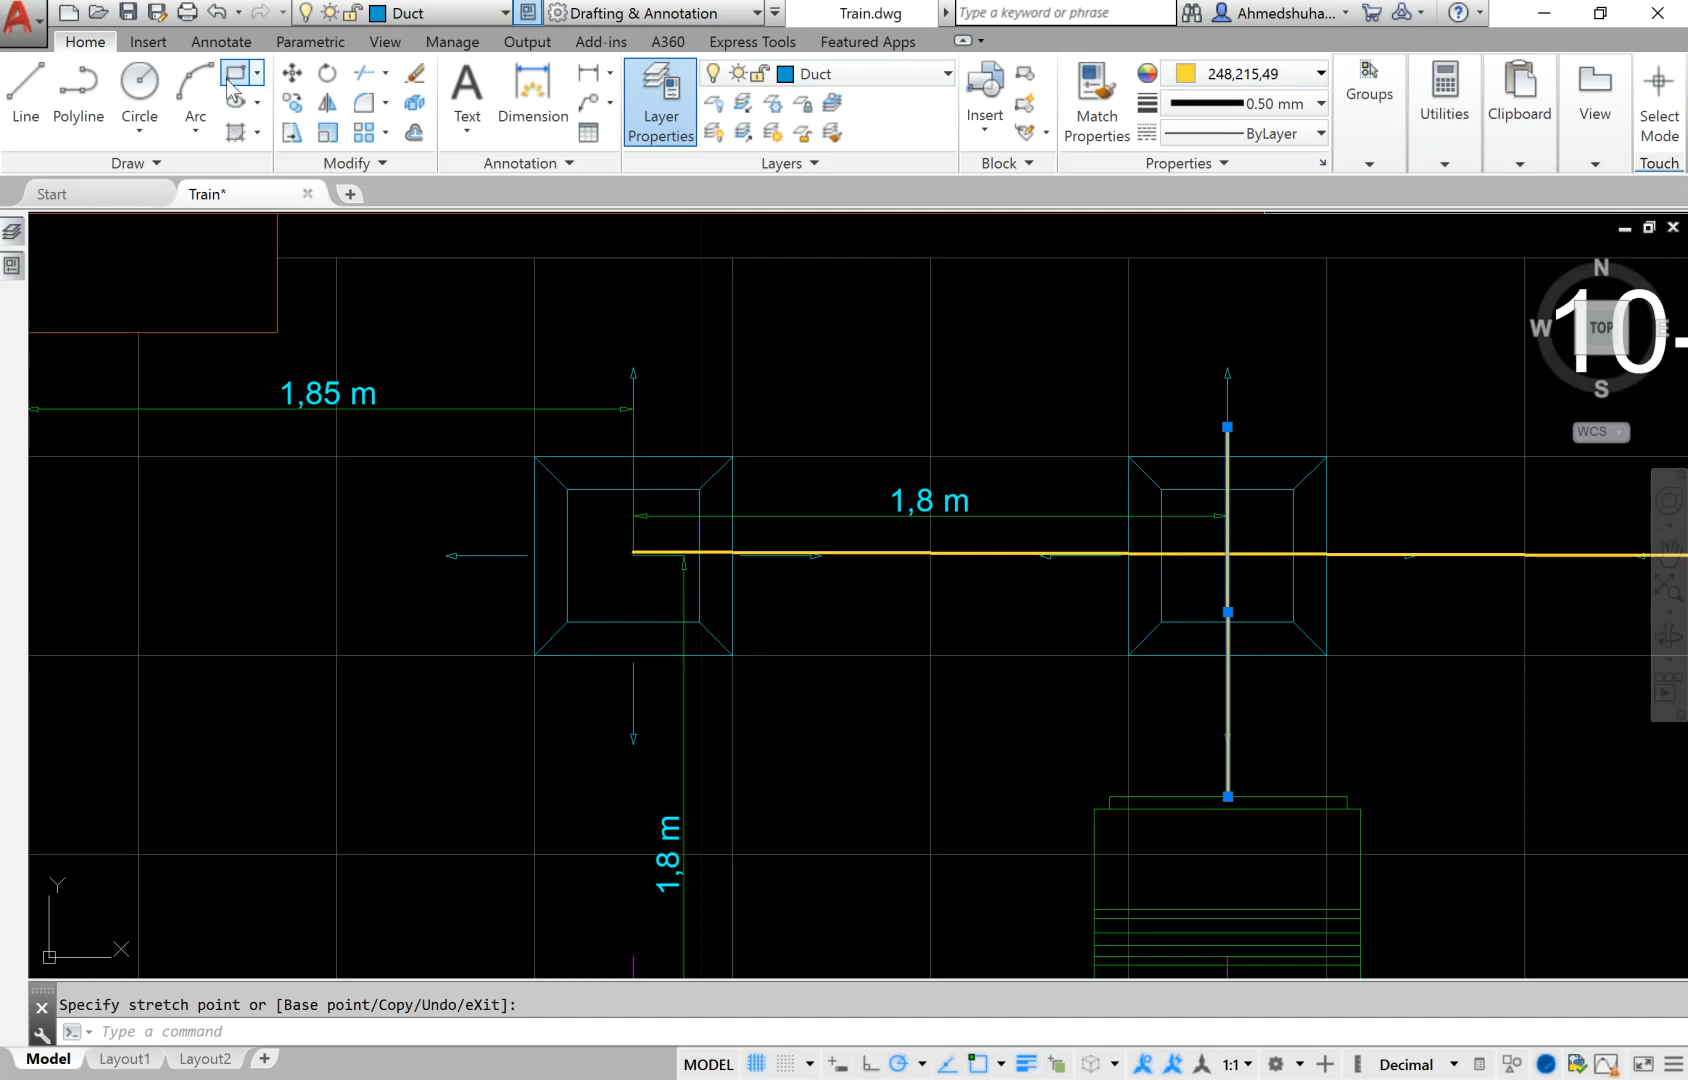 Duct
Drafting & Annotation
Train.dwg
Type a keyword or phrase
Ahmedshuha...
Home Insert Annotate Parametric View Manage Output Add-ins A360 Express Tools Featured Apps
Line Polyline Circle Arc
Text Dimension
Layer Properties
Duct
Insert
Match Properties
248,215,49
0.50 mm
ByLayer
Groups
Utilities
Clipboard
View
Select Mode
Draw Modify Annotation Layers Block Properties Touch
Start Train*
N
W TOP E
S
10-
WCS
1,85 m
1,8 m
1,8 m
Y
X
Specify stretch point or [Base point/Copy/Undo/eXit]:
Type a command
Model Layout1 Layout2
MODEL 1:1 Decimal